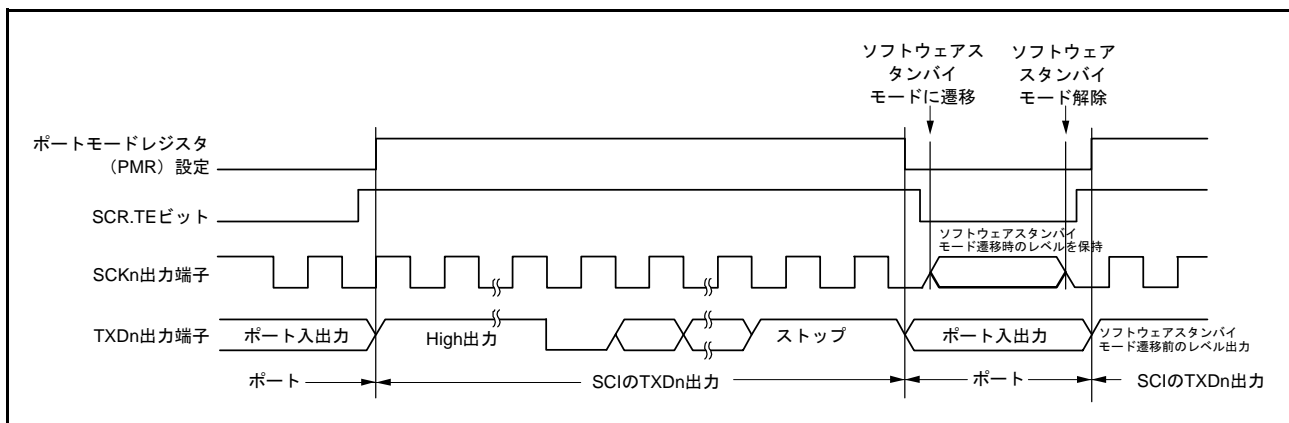 ソフトウェアス
タンバイ
モードに遷移
ソフトウェア
スタンバイ
モード解除
ポートモードレジスタ
（PMR）設定
SCR.TEビット
ソフトウェアスタンバイ
モード遷移時のレベルを保持
SCKn出力端子
TXDn出力端子
ポート入出力
High出力
ストップ
ポート入出力
ソフトウェアスタンバイ
モード遷移前のレベル出力
ポート
SCIのTXDn出力
ポート
SCIのTXDn出力